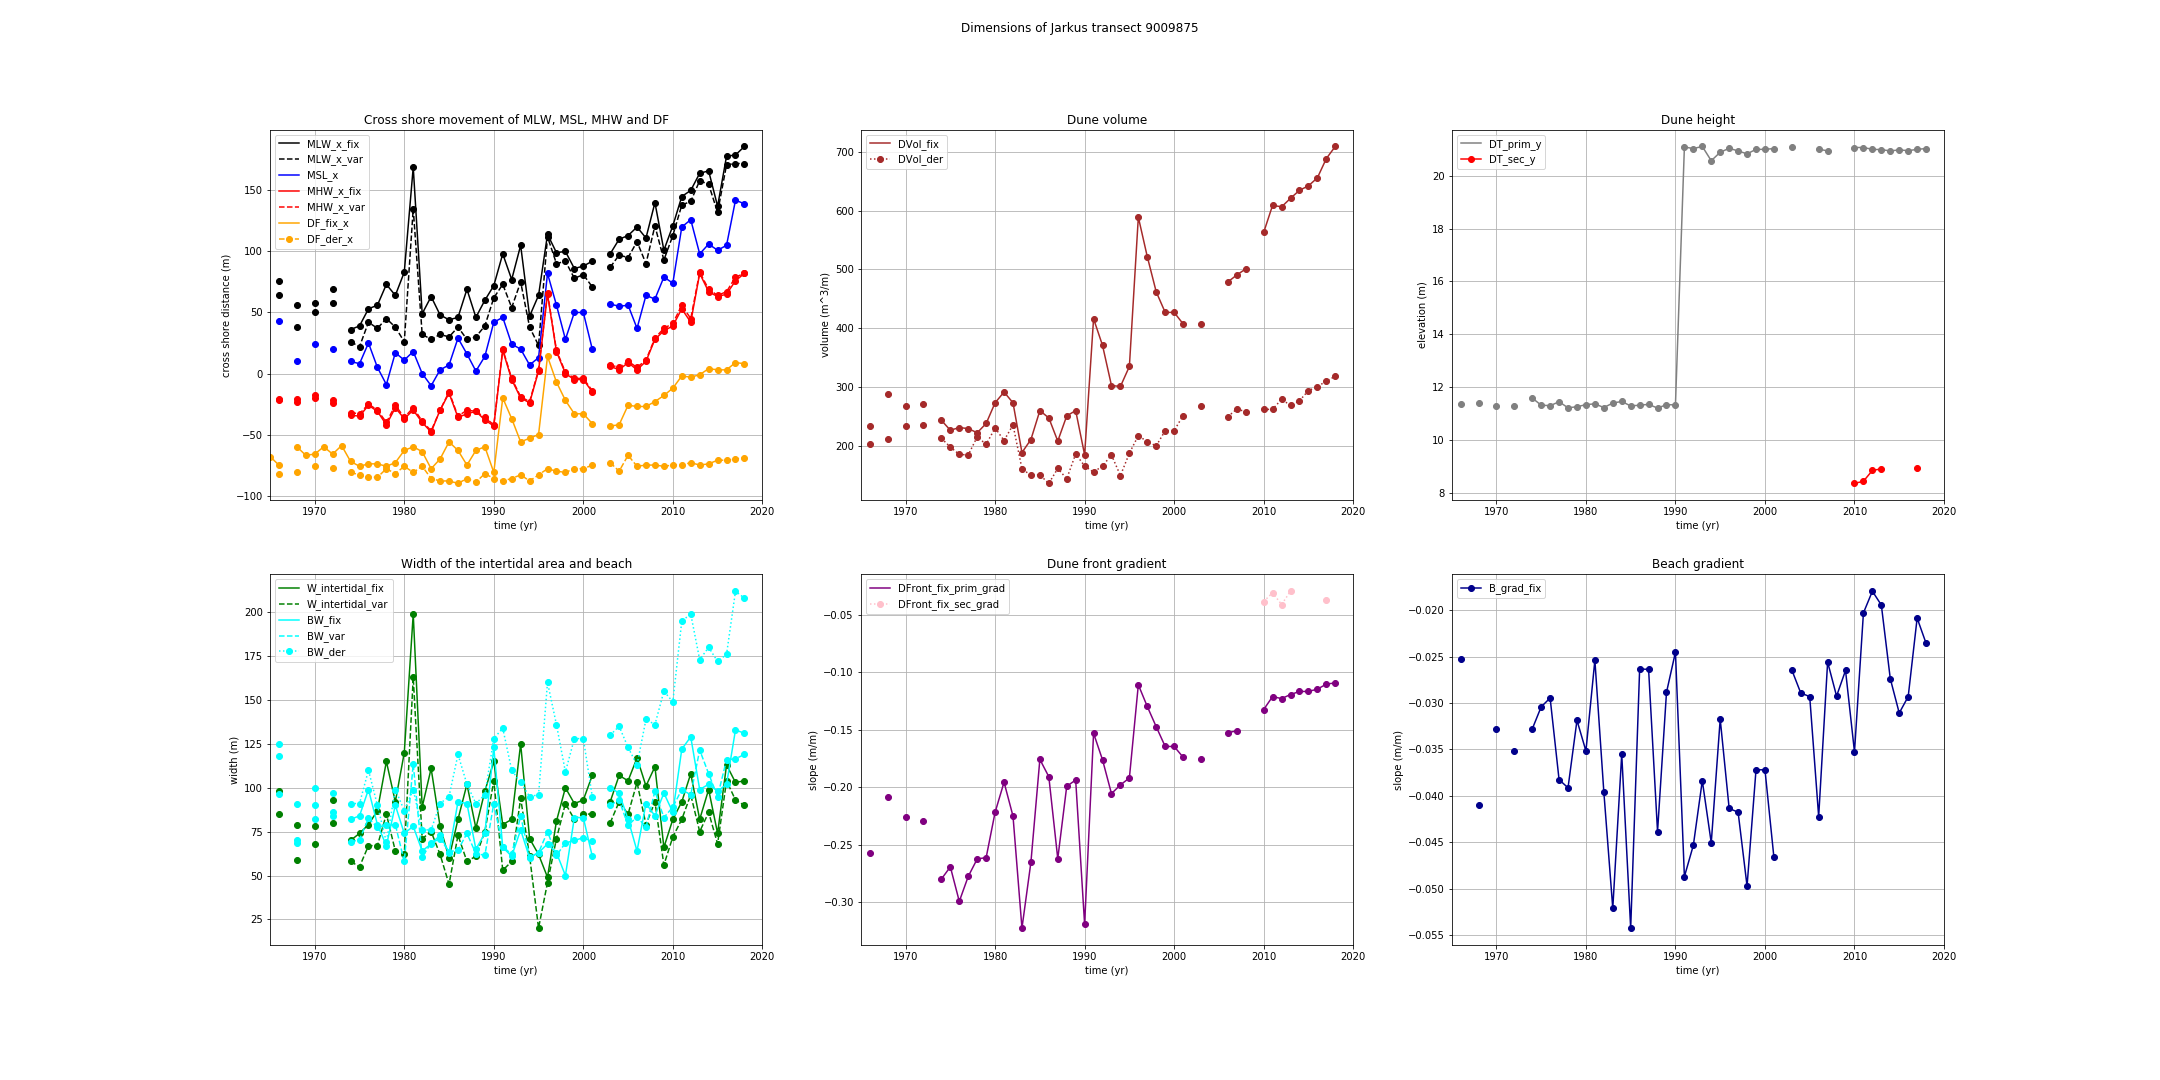 Dimensions of Jarkus transect 9009875
Cross shore movement of MLW, MSL, MHW and DF
MLW_x_fix
MLW_x_var
MSL_x
MHW_x_fix
MHW_x_var
DF_fix_x
DF_der_x
cross shore distance (m)
150
100
50
0
−50
−100
1970 1980 1990 2000 2010 2020
time (yr)
Dune volume
DVol_fix
DVol_der
volume (m^3/m)
700
600
500
400
300
200
1970 1980 1990 2000 2010 2020
time (yr)
Dune height
DT_prim_y
DT_sec_y
elevation (m)
20
18
16
14
12
10
8
1970 1980 1990 2000 2010 2020
time (yr)
Width of the intertidal area and beach
W_intertidal_fix
W_intertidal_var
BW_fix
BW_var
BW_der
width (m)
200
175
150
125
100
75
50
25
1970 1980 1990 2000 2010 2020
time (yr)
Dune front gradient
DFront_fix_prim_grad
DFront_fix_sec_grad
slope (m/m)
−0.05
−0.10
−0.15
−0.20
−0.25
−0.30
1970 1980 1990 2000 2010 2020
time (yr)
Beach gradient
B_grad_fix
slope (m/m)
−0.020
−0.025
−0.030
−0.035
−0.040
−0.045
−0.050
−0.055
1970 1980 1990 2000 2010 2020
time (yr)